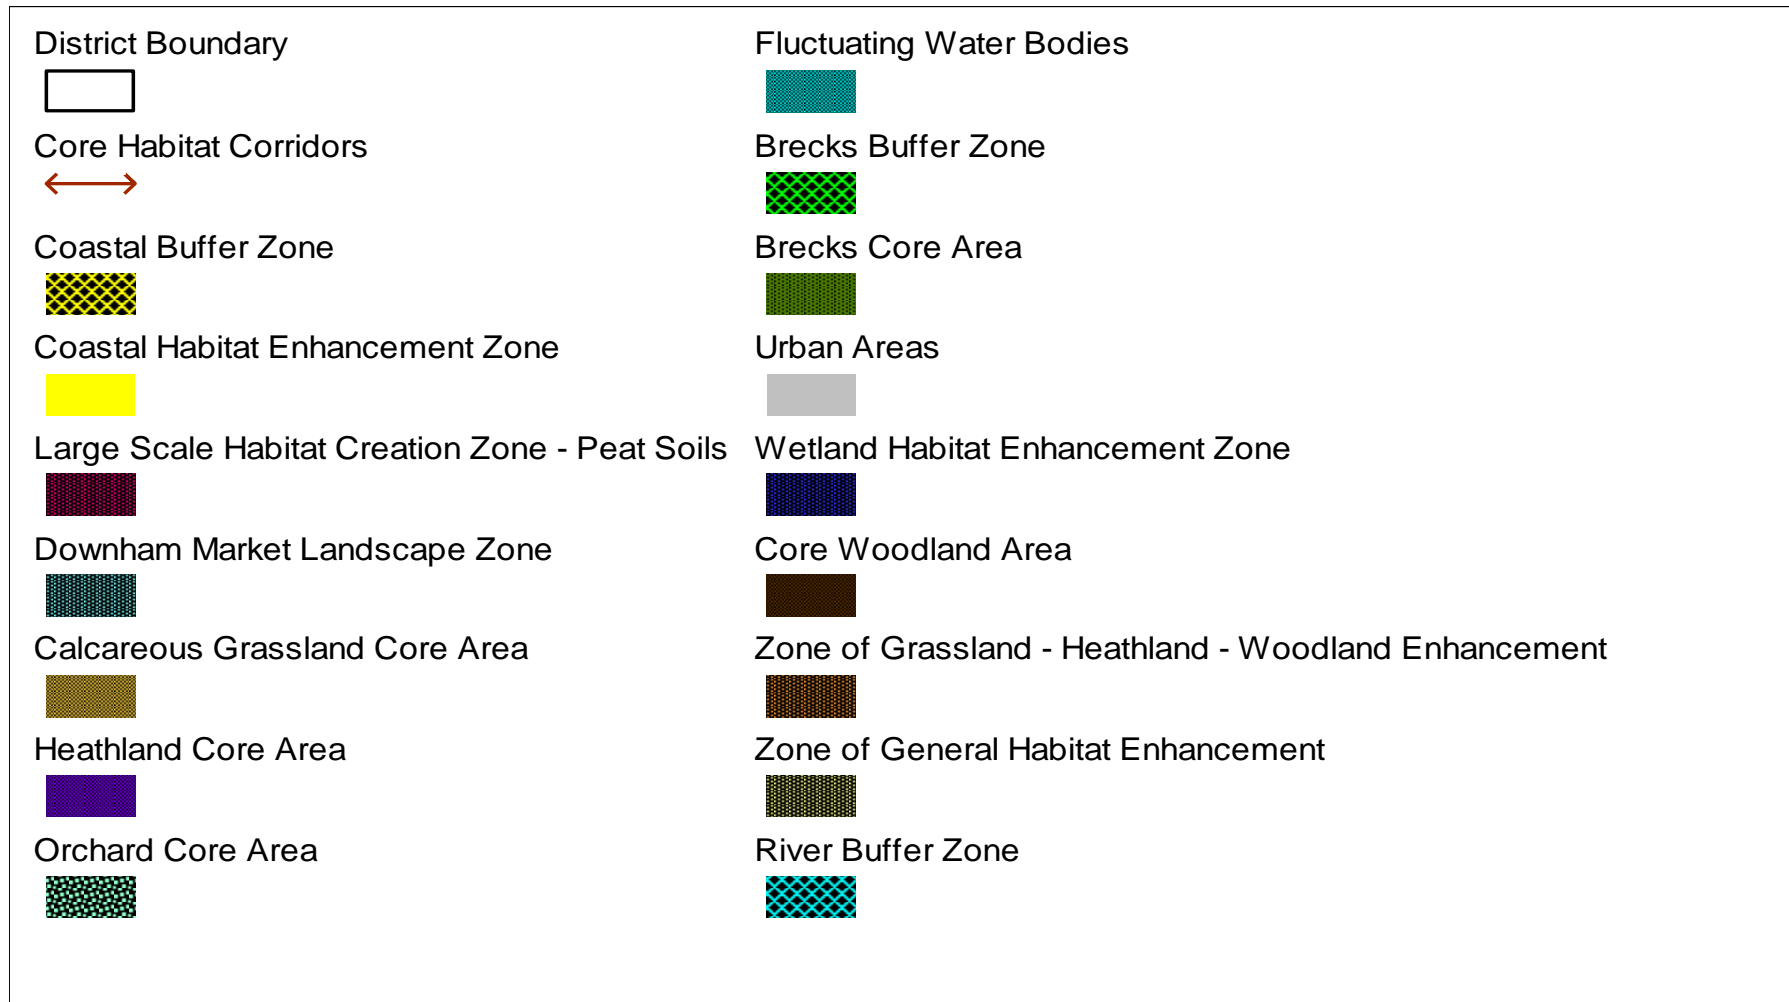 District Boundary
Core Habitat Corridors
Coastal Buffer Zone
Coastal Habitat Enhancement Zone
Large Scale Habitat Creation Zone - Peat Soils
Downham Market Landscape Zone
Calcareous Grassland Core Area
Heathland Core Area
Orchard Core Area
Fluctuating Water Bodies
Brecks Buffer Zone
Brecks Core Area
Urban Areas
Wetland Habitat Enhancement Zone
Core Woodland Area
Zone of Grassland - Heathland - Woodland Enhancement
Zone of General Habitat Enhancement
River Buffer Zone